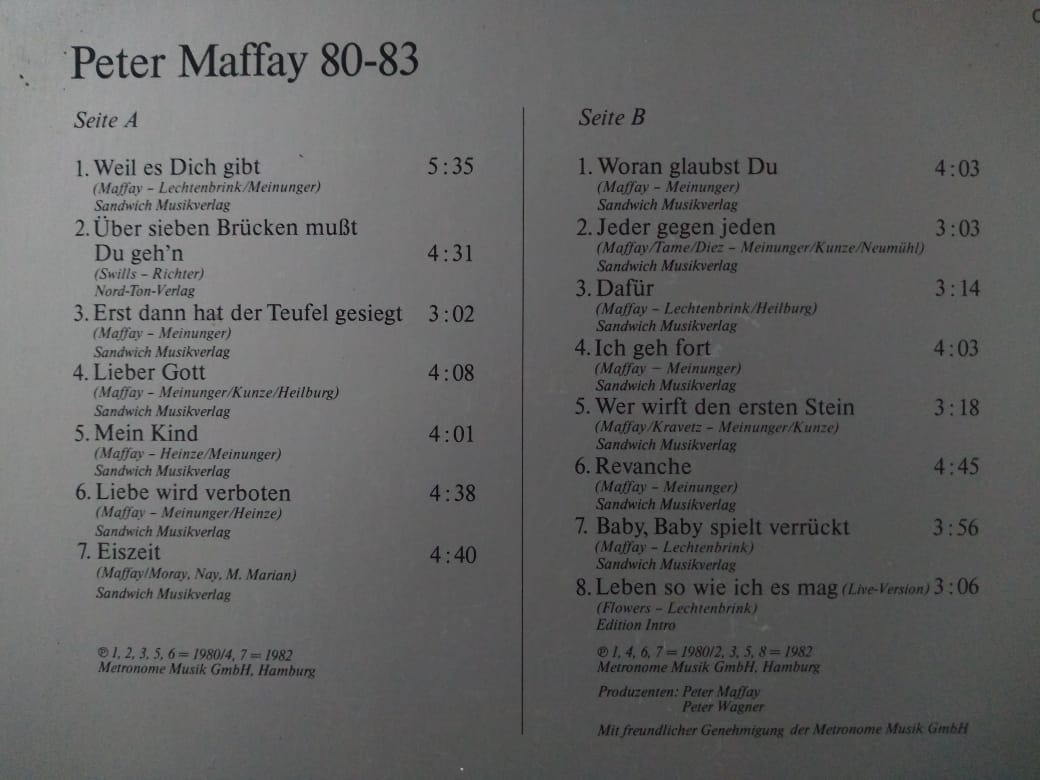 Peter Maffay 80-83
Seite A
1. Weil es Dich gibt 5:35
(Maffay – Lechtenbrink/Meinunger)
Sandwich Musikverlag
2. Über sieben Brücken mußt
Du geh'n 4:31
(Swills – Richter)
Nord-Ton-Verlag
3. Erst dann hat der Teufel gesiegt 3:02
(Maffay – Meinunger)
Sandwich Musikverlag
4. Lieber Gott 4:08
(Maffay – Meinunger/Kunze/Heilburg)
Sandwich Musikverlag
5. Mein Kind 4:01
(Maffay – Heinze/Meinunger)
Sandwich Musikverlag
6. Liebe wird verboten 4:38
(Maffay – Meinunger/Heinze)
Sandwich Musikverlag
7. Eiszeit 4:40
(Maffay/Moray, Nay, M. Marian)
Sandwich Musikverlag
℗ 1, 2, 3, 5, 6 = 1980/4, 7 = 1982
Metronome Musik GmbH, Hamburg
Seite B
1. Woran glaubst Du 4:03
(Maffay – Meinunger)
Sandwich Musikverlag
2. Jeder gegen jeden 3:03
(Maffay/Tame/Diez – Meinunger/Kunze/Neumühl)
Sandwich Musikverlag
3. Dafür 3:14
(Maffay – Lechtenbrink/Heilburg)
Sandwich Musikverlag
4. Ich geh fort 4:03
(Maffay – Meinunger)
Sandwich Musikverlag
5. Wer wirft den ersten Stein 3:18
(Maffay/Kravetz – Meinunger/Kunze)
Sandwich Musikverlag
6. Revanche 4:45
(Maffay – Meinunger)
Sandwich Musikverlag
7. Baby, Baby spielt verrückt 3:56
(Maffay – Lechtenbrink)
Sandwich Musikverlag
8. Leben so wie ich es mag (Live-Version) 3:06
(Flowers – Lechtenbrink)
Edition Intro
℗ 1, 4, 6, 7 = 1980/2, 3, 5, 8 = 1982
Metronome Musik GmbH, Hamburg
Produzenten: Peter Maffay
Peter Wagner
Mit freundlicher Genehmigung der Metronome Musik GmbH